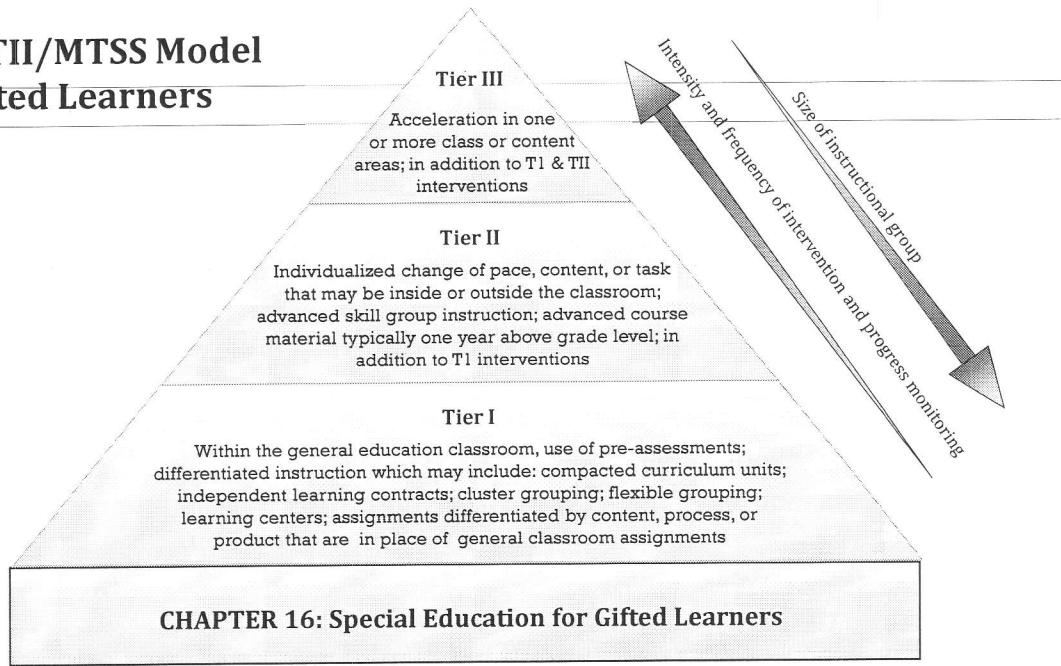 TII/MTSS Model
ted Learners
Tier III
Acceleration in one
or more class or content
areas; in addition to T1 & TII
interventions
Tier II
Individualized change of pace, content, or task
that may be inside or outside the classroom;
advanced skill group instruction; advanced course
material typically one year above grade level; in
addition to T1 interventions
Tier I
Within the general education classroom, use of pre-assessments;
differentiated instruction which may include: compacted curriculum units;
independent learning contracts; cluster grouping; flexible grouping;
learning centers; assignments differentiated by content, process, or
product that are in place of general classroom assignments
CHAPTER 16: Special Education for Gifted Learners
Intensity and frequency of intervention and progress monitoring
Size of instructional group